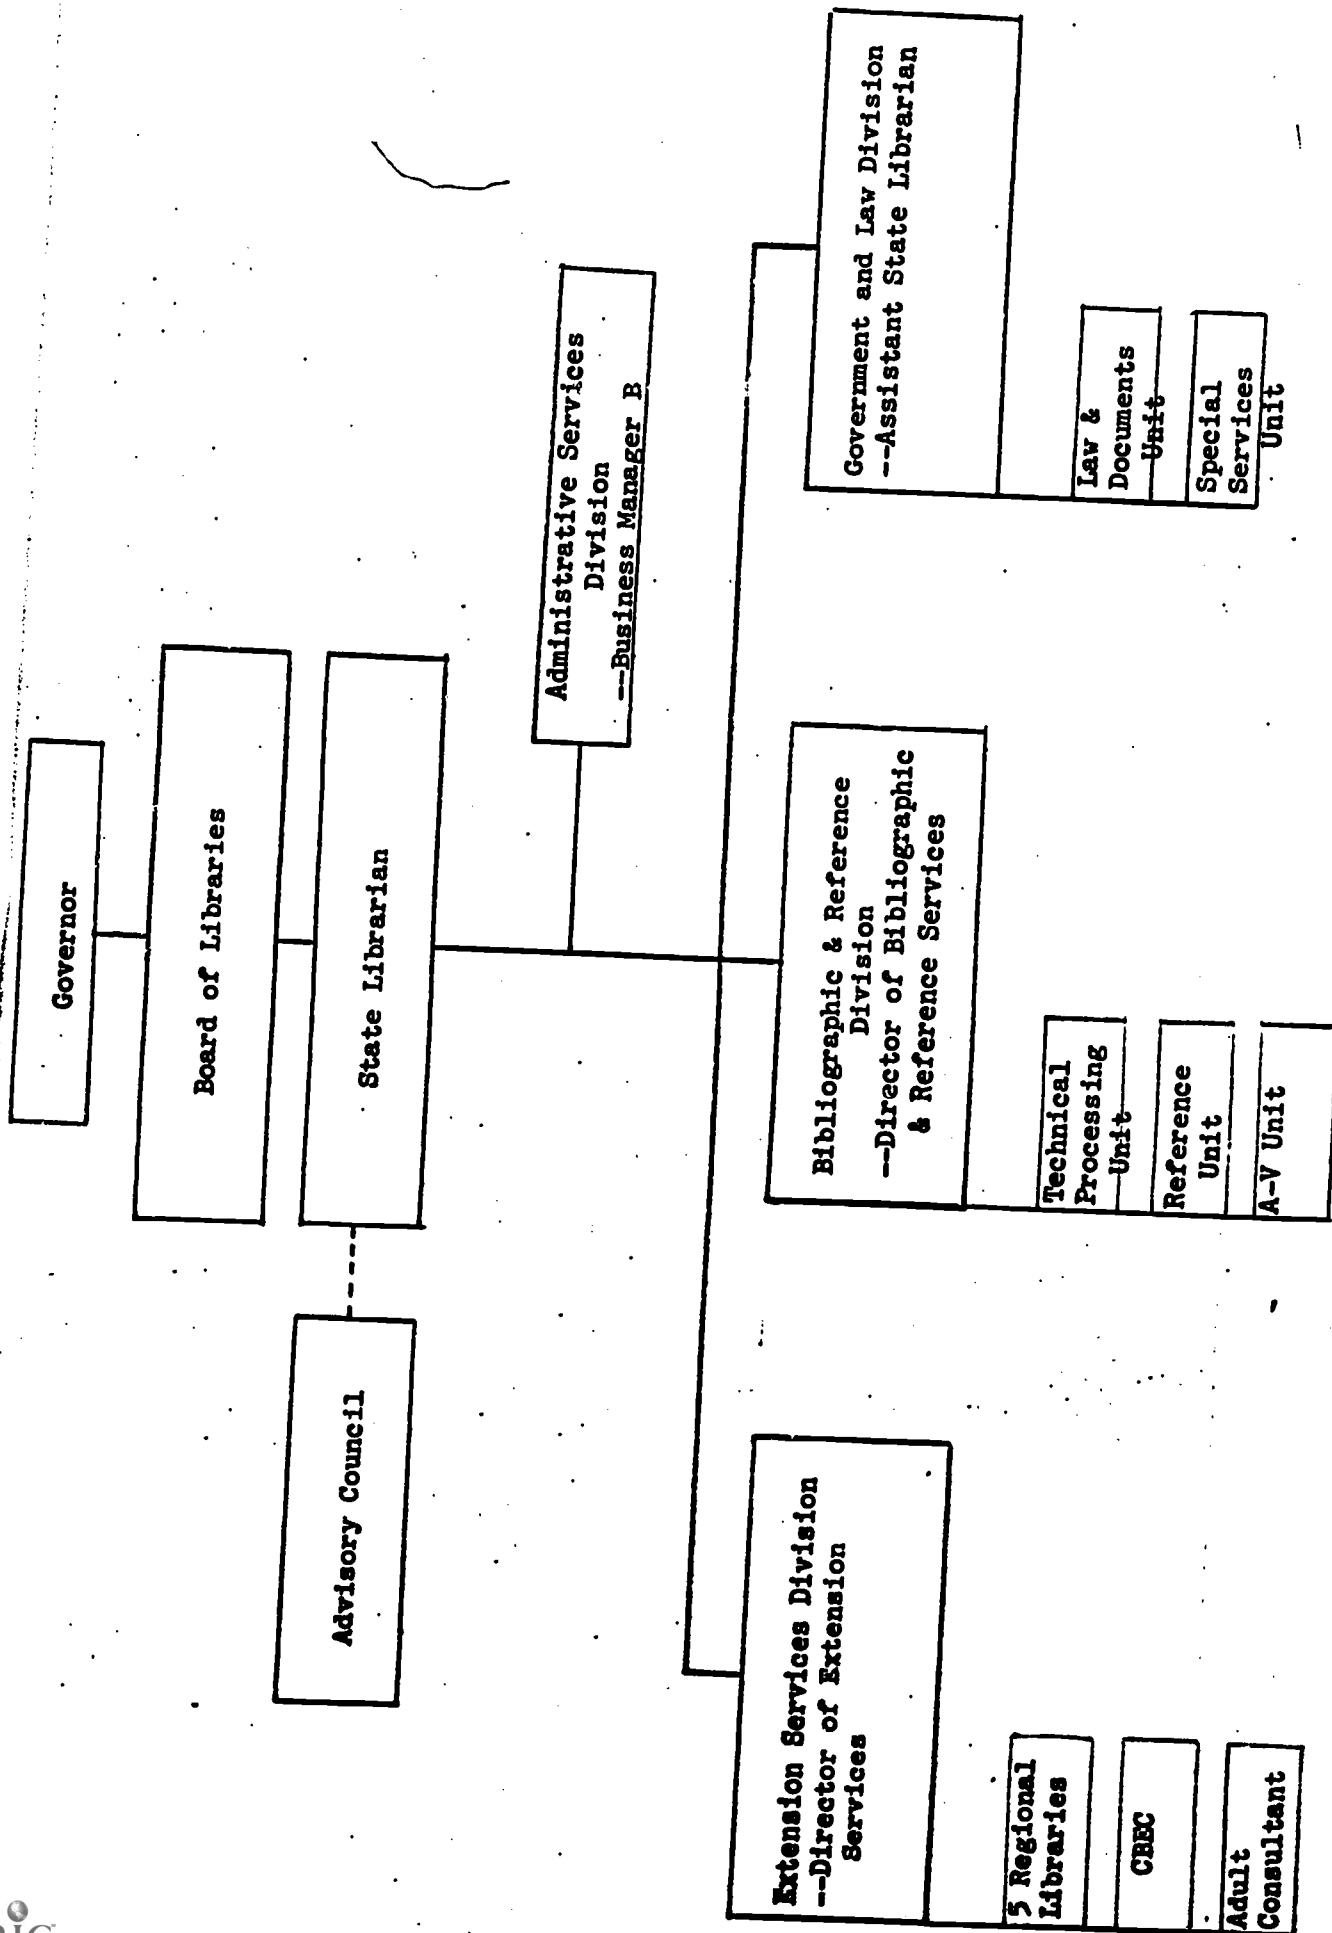 Governor
Board of Libraries
State Librarian
Advisory Council
Administrative Services
Division
--Business Manager B
Extension Services Division
--Director of Extension
Services
5 Regional
Libraries
CBEC
Adult
Consultant
Bibliographic & Reference
Division
--Director of Bibliographic
& Reference Services
Technical
Processing
Unit
Reference
Unit
A-V Unit
Government and Law Division
--Assistant State Librarian
Law &
Documents
Unit
Special
Services
Unit